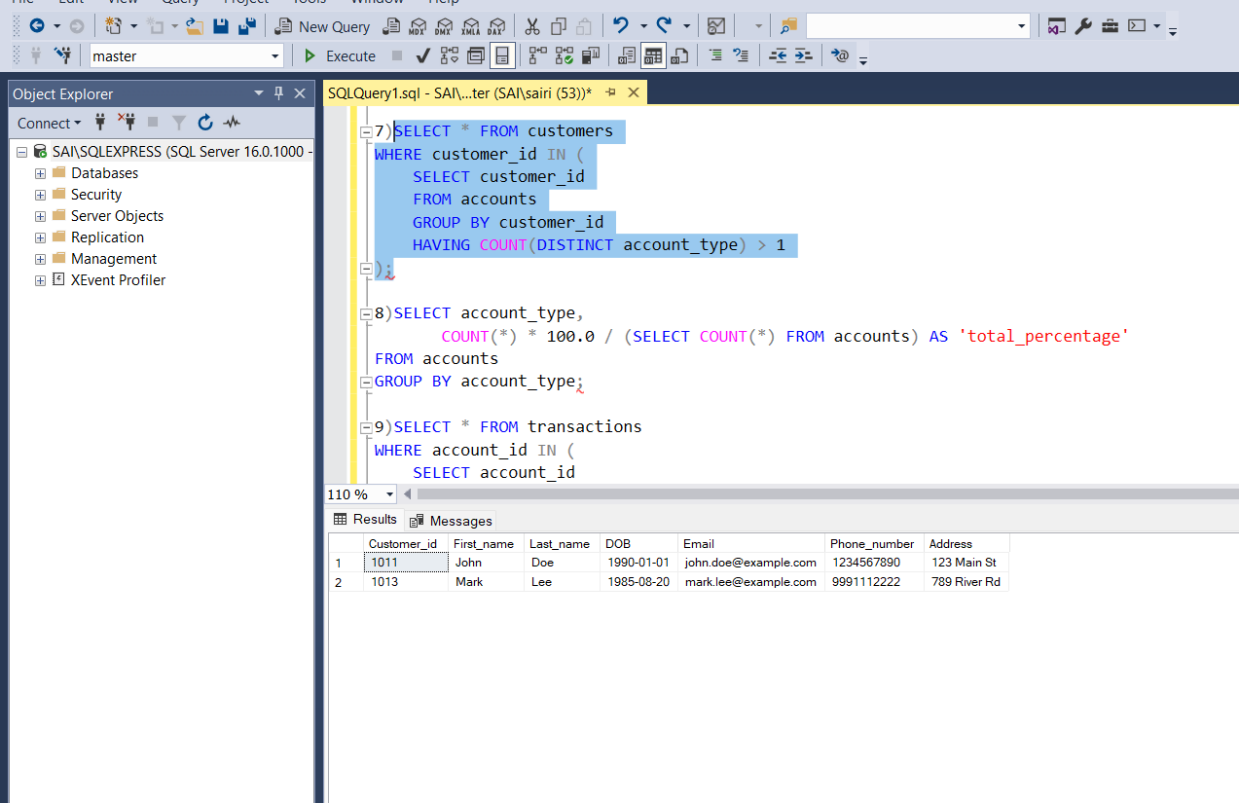 File Edit View Query Project Tools Window Help
New Query MDX DMX XMLA DAX
master Execute
Object Explorer
SQLQuery1.sql - SAI\...ter (SAI\sairi (53))*
Connect
SAI\SQLEXPRESS (SQL Server 16.0.1000 -
Databases
Security
Server Objects
Replication
Management
XEvent Profiler
7)SELECT * FROM customers
WHERE customer_id IN (
SELECT customer_id
FROM accounts
GROUP BY customer_id
HAVING COUNT(DISTINCT account_type) > 1
);
8)SELECT account_type,
COUNT(*) * 100.0 / (SELECT COUNT(*) FROM accounts) AS 'total_percentage'
FROM accounts
GROUP BY account_type;
9)SELECT * FROM transactions
WHERE account_id IN (
SELECT account_id
110 %
Results Messages
Customer_id First_name Last_name DOB Email Phone_number Address
1 1011 John Doe 1990-01-01 john.doe@example.com 1234567890 123 Main St
2 1013 Mark Lee 1985-08-20 mark.lee@example.com 9991112222 789 River Rd